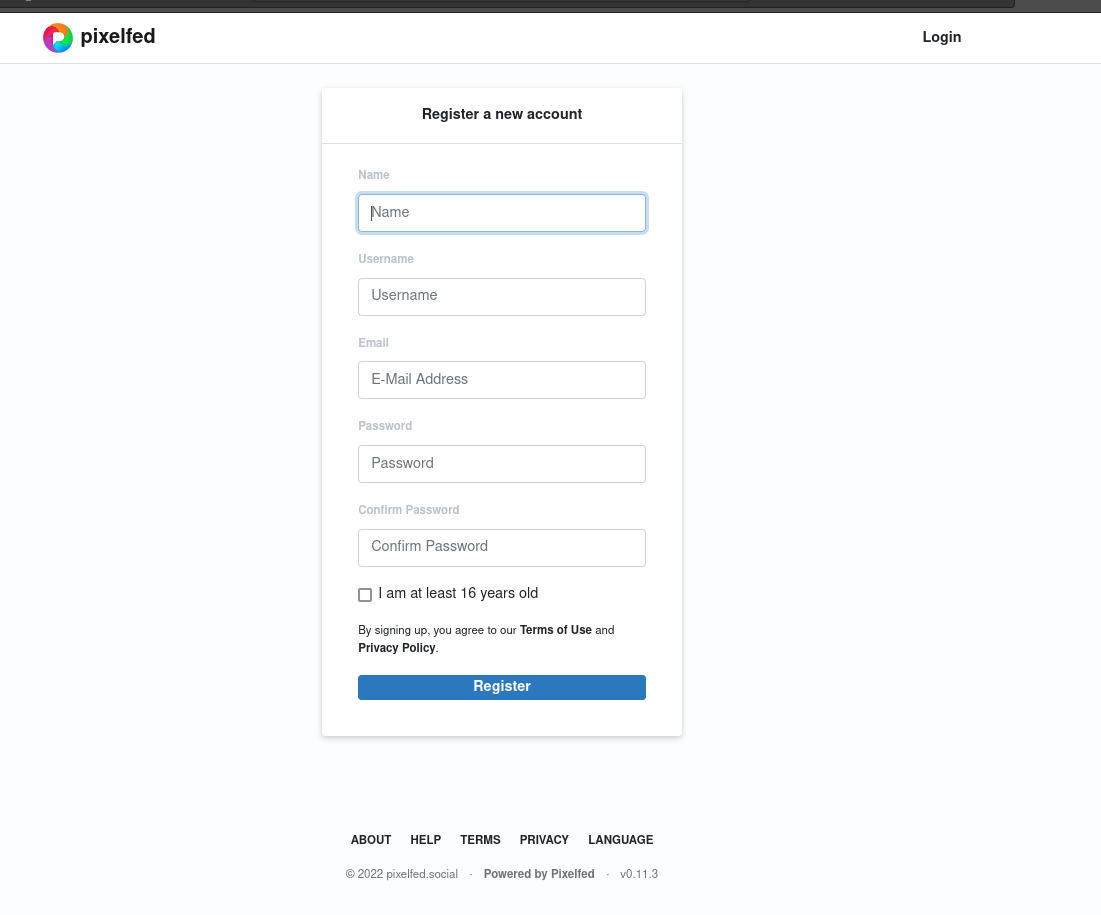 pixelfed
Login
Register a new account
Name
Name
Username
Username
Email
E-Mail Address
Password
Password
Confirm Password
Confirm Password
I am at least 16 years old
By signing up, you agree to our Terms of Use and
Privacy Policy.
Register
ABOUT HELP TERMS PRIVACY LANGUAGE
© 2022 pixelfed.social · Powered by Pixelfed · v0.11.3